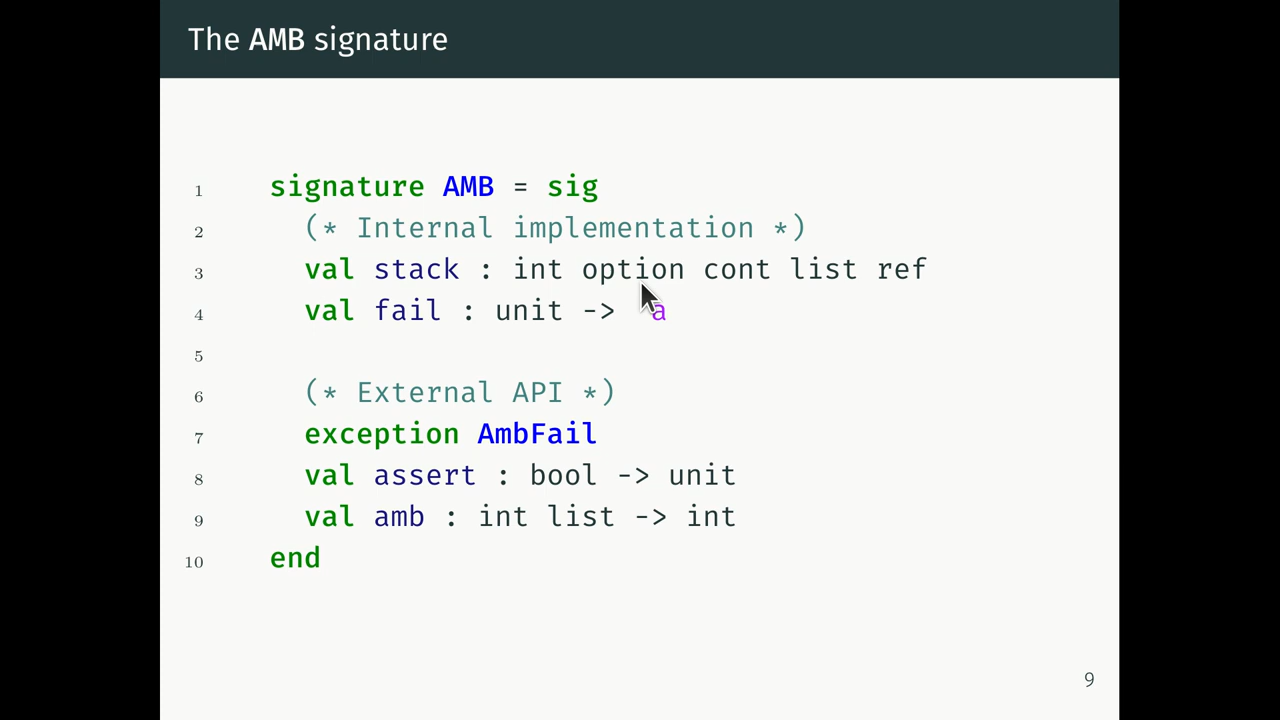 The AMB signature
1 signature AMB = sig
2 (* Internal implementation *)
3 val stack : int option cont list ref
4 val fail : unit -> a
5
6 (* External API *)
7 exception AmbFail
8 val assert : bool -> unit
9 val amb : int list -> int
10 end
9